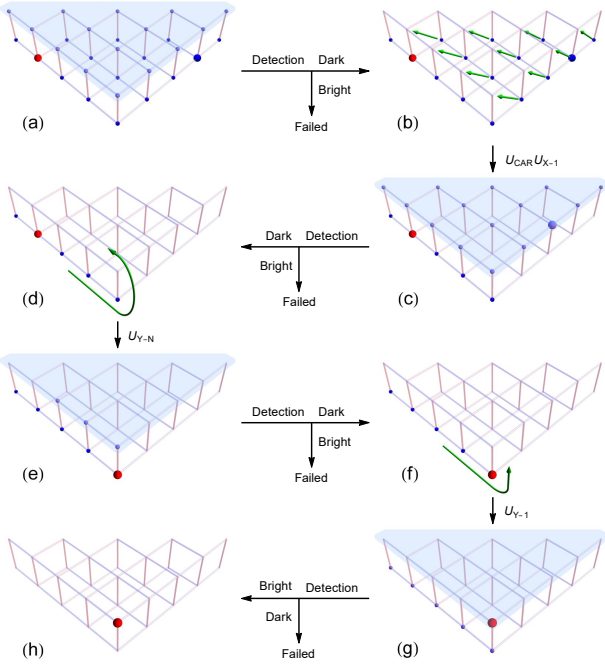 Detection Dark
Bright
Failed
(a)
(b)
U_CAR U_X-1
Dark Detection
Bright
Failed
(d)
(c)
U_Y-N
Detection Dark
Bright
Failed
(e)
(f)
U_Y-1
Bright Detection
Dark
Failed
(h)
(g)